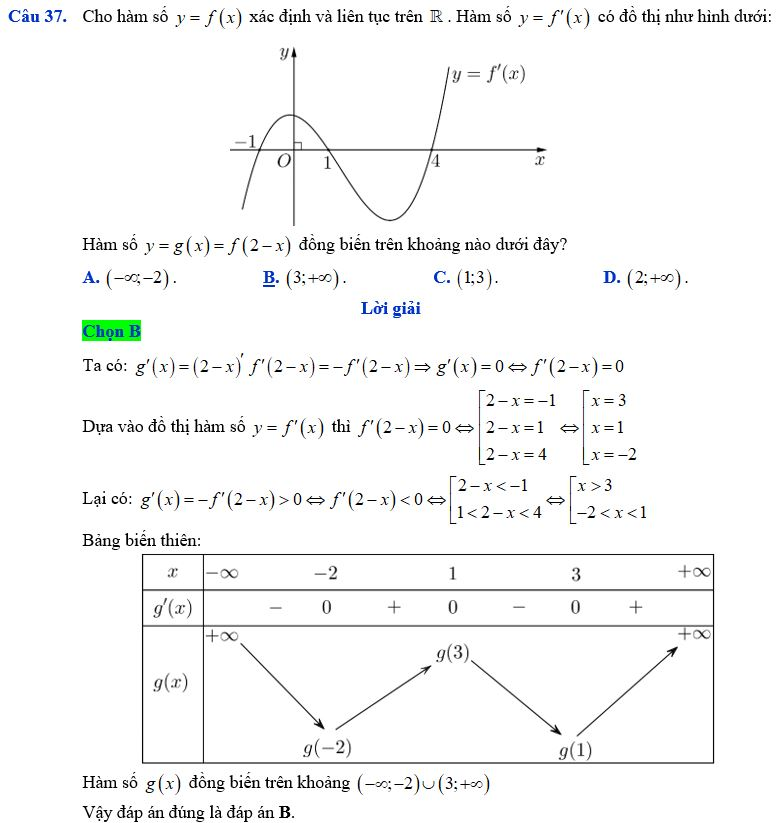 Câu 37. Cho hàm số y = f(x) xác định và liên tục trên ℝ. Hàm số y = f'(x) có đồ thị như hình dưới:
y
y = f'(x)
−1
O
1
4
x
Hàm số y = g(x) = f(2−x) đồng biến trên khoảng nào dưới đây?
A. (−∞;−2). B. (3;+∞). C. (1;3). D. (2;+∞).
Lời giải
Chọn B
Ta có: g'(x) = (2−x)' f'(2−x) = −f'(2−x) ⇒ g'(x) = 0 ⇔ f'(2−x) = 0
Dựa vào đồ thị hàm số y = f'(x) thì f'(2−x) = 0 ⇔ [2−x = −1; 2−x = 1; 2−x = 4 ⇔ [x = 3; x = 1; x = −2
Lại có: g'(x) = −f'(2−x) > 0 ⇔ f'(2−x) < 0 ⇔ [2−x < −1; 1 < 2−x < 4 ⇔ [x > 3; −2 < x < 1
Bảng biến thiên:
x −∞ −2 1 3 +∞
g'(x) − 0 + 0 − 0 +
+∞ +∞
g(3)
g(x)
g(−2) g(1)
Hàm số g(x) đồng biến trên khoảng (−∞;−2)∪(3;+∞)
Vậy đáp án đúng là đáp án B.